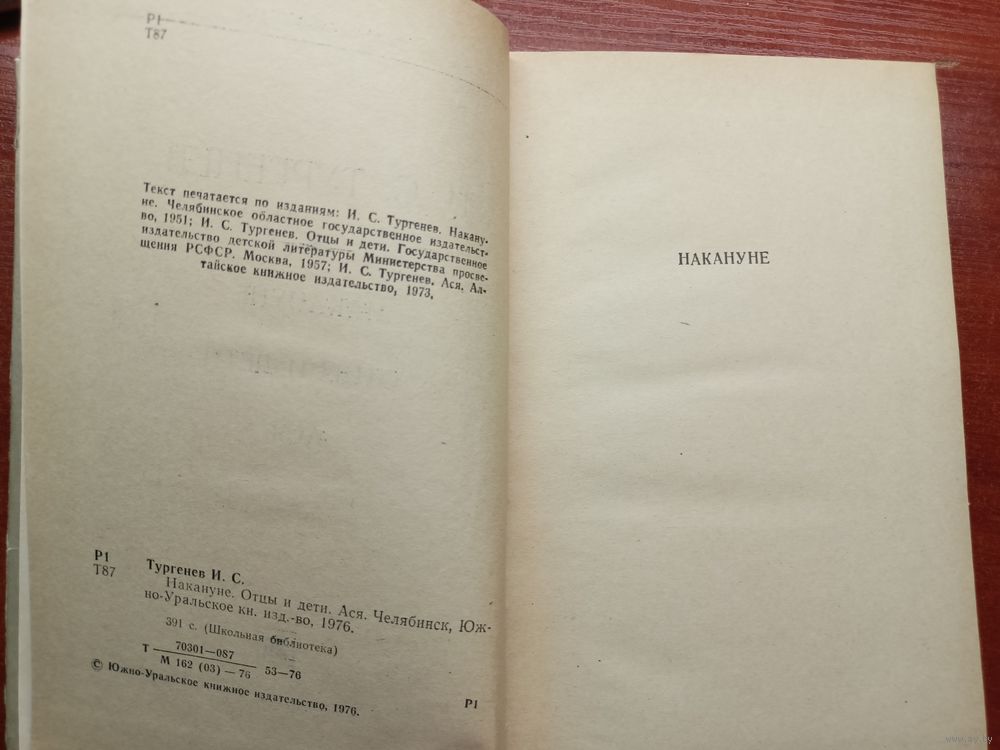 Р1
Т87
Текст печатается по изданиям: И. С. Тургенев. Накану-
не. Челябинское областное государственное издательст-
во, 1951; И. С. Тургенев. Отцы и дети. Государственное
издательство детской литературы Министерства просве-
щения РСФСР. Москва, 1957; И. С. Тургенев. Ася. Ал-
тайское книжное издательство, 1973,
Р1
Т87
Тургенев И. С.
Накануне. Отцы и дети. Ася. Челябинск, Юж-
но-Уральское кн. изд.-во, 1976.
391 с. (Школьная библиотека)
Т 70301—087
М 162 (03) — 76 53—76
© Южно-Уральское книжное издательство, 1976.
Р1
НАКАНУНЕ